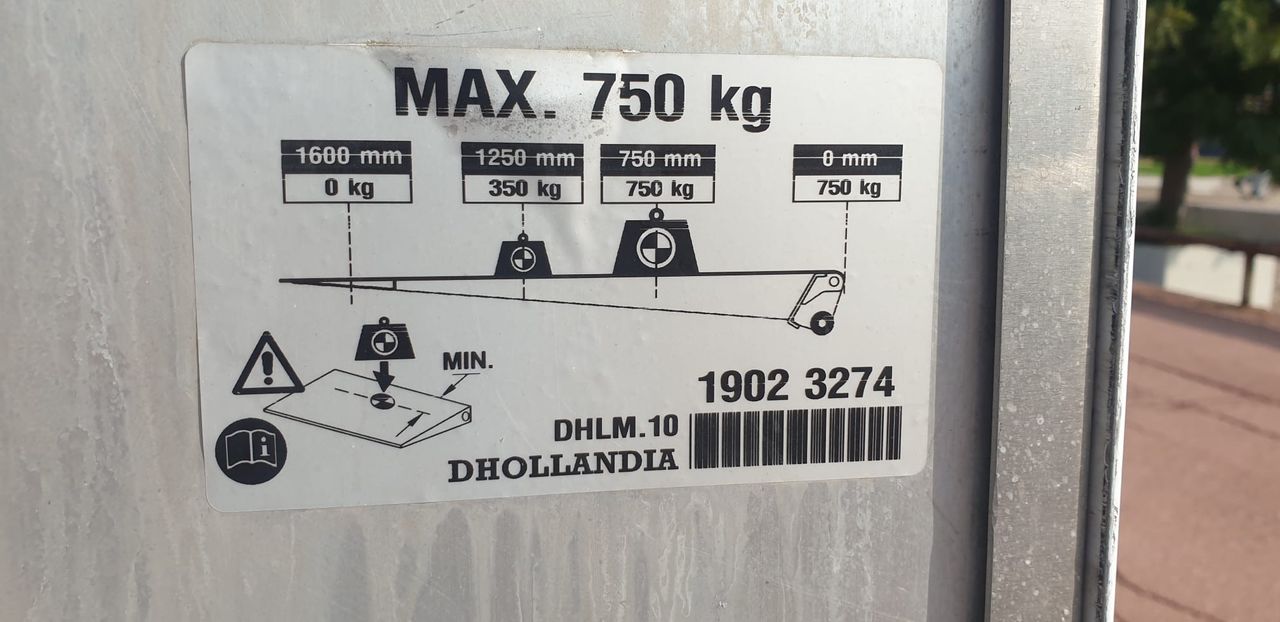 MAX. 750 kg
1600 mm 1250 mm 750 mm 0 mm
0 kg 350 kg 750 kg 750 kg
MIN.
1902 3274
DHLM.10
DHOLLANDIA